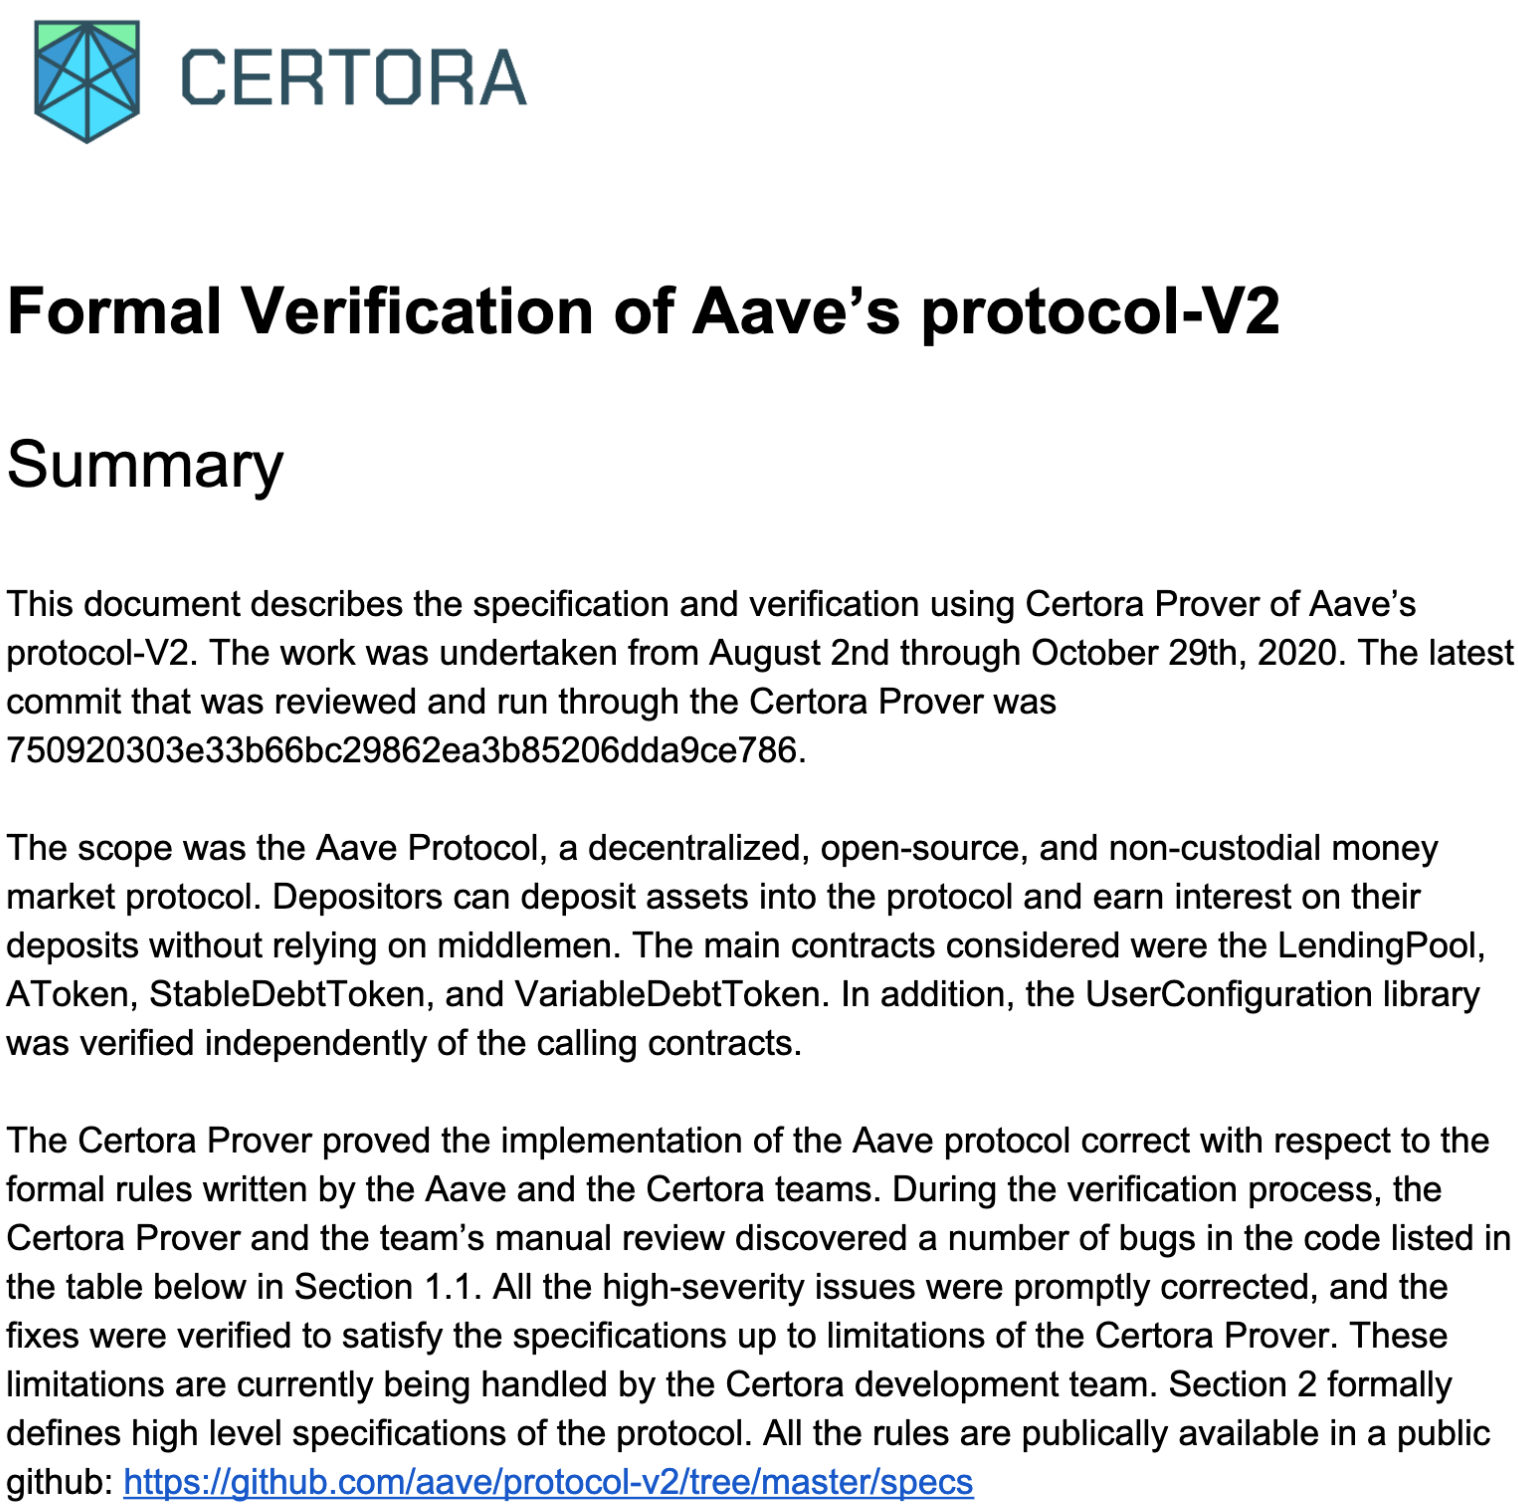 CERTORA
Formal Verification of Aave’s protocol-V2
Summary
This document describes the specification and verification using Certora Prover of Aave’s
protocol-V2. The work was undertaken from August 2nd through October 29th, 2020. The latest
commit that was reviewed and run through the Certora Prover was
750920303e33b66bc29862ea3b85206dda9ce786.
The scope was the Aave Protocol, a decentralized, open-source, and non-custodial money
market protocol. Depositors can deposit assets into the protocol and earn interest on their
deposits without relying on middlemen. The main contracts considered were the LendingPool,
AToken, StableDebtToken, and VariableDebtToken. In addition, the UserConfiguration library
was verified independently of the calling contracts.
The Certora Prover proved the implementation of the Aave protocol correct with respect to the
formal rules written by the Aave and the Certora teams. During the verification process, the
Certora Prover and the team’s manual review discovered a number of bugs in the code listed in
the table below in Section 1.1. All the high-severity issues were promptly corrected, and the
fixes were verified to satisfy the specifications up to limitations of the Certora Prover. These
limitations are currently being handled by the Certora development team. Section 2 formally
defines high level specifications of the protocol. All the rules are publically available in a public
github: https://github.com/aave/protocol-v2/tree/master/specs